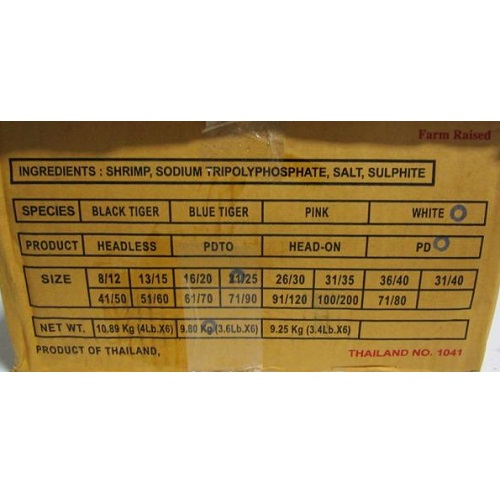 Farm Raised
INGREDIENTS : SHRIMP, SODIUM TRIPOLYPHOSPHATE, SALT, SULPHITE
SPECIES BLACK TIGER BLUE TIGER PINK WHITE
PRODUCT HEADLESS PDTO HEAD-ON PD
SIZE 8/12 13/15 16/20 21/25 26/30 31/35 36/40 31/40
41/50 51/60 61/70 71/90 91/120 100/200 71/80
NET WT. 10.89 Kg (4Lb.X6) 9.80 Kg (3.6Lb.X6) 9.25 Kg (3.4Lb.X6)
PRODUCT OF THAILAND,
THAILAND NO. 1041